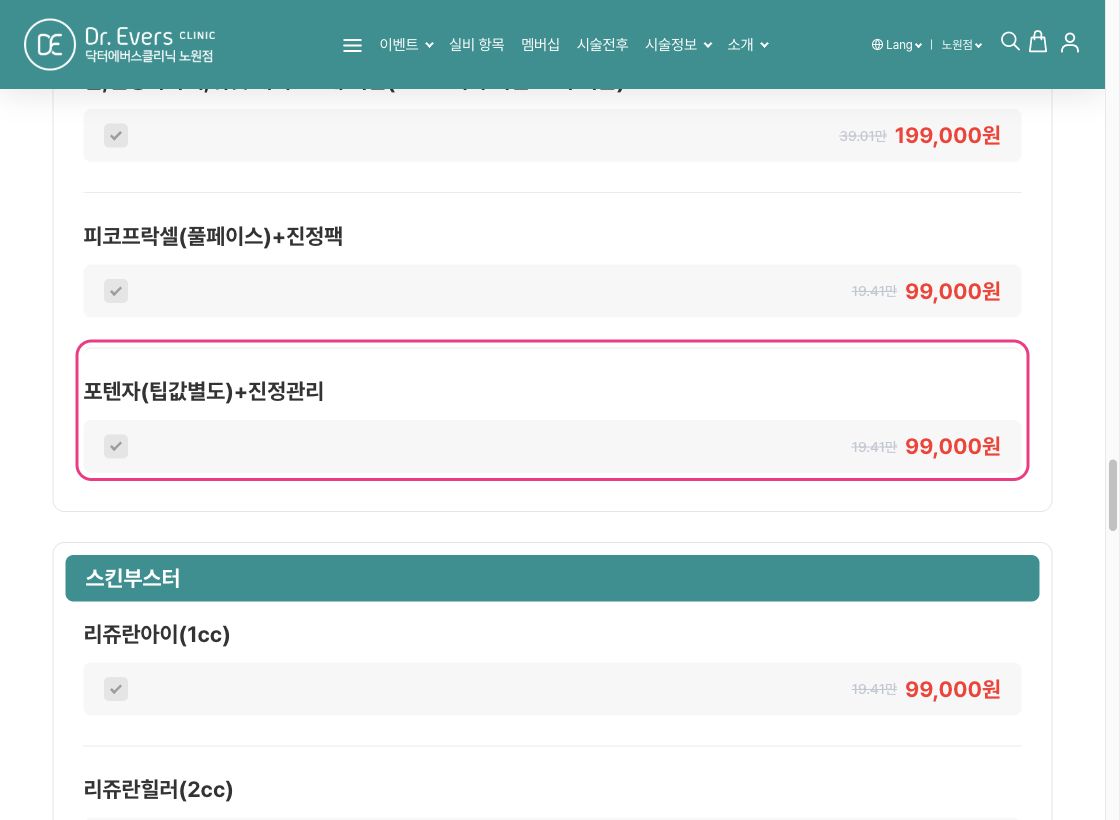 DE Dr. Evers CLINIC
닥터에버스클리닉 노원점
이벤트 실비 항목 멤버십 시술전후 시술정보 소개 Lang | 노원점
39.01만 199,000원
피코프락셀(풀페이스)+진정팩
19.41만 99,000원
포텐자(팁값별도)+진정관리
19.41만 99,000원
스킨부스터
리쥬란아이(1cc)
19.41만 99,000원
리쥬란힐러(2cc)